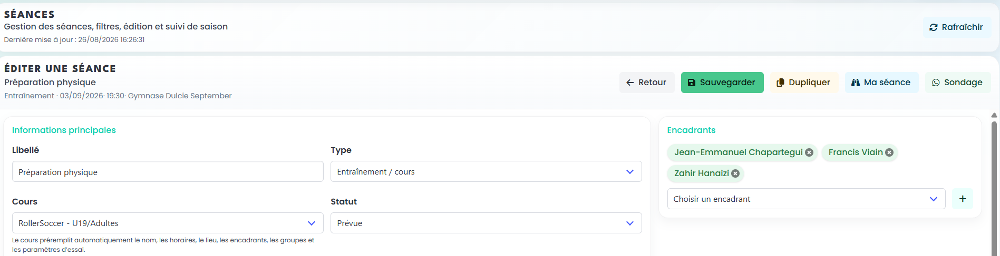 SÉANCES
Gestion des séances, filtres, édition et suivi de saison
Dernière mise à jour : 26/08/2026 16:26:31
Rafraîchir
ÉDITER UNE SÉANCE
Préparation physique
Entraînement · 03/09/2026· 19:30· Gymnase Dulcie September
Retour
Sauvegarder
Dupliquer
Ma séance
Sondage
Informations principales
Libellé
Préparation physique
Type
Entraînement / cours
Cours
RollerSoccer - U19/Adultes
Le cours préremplit automatiquement le nom, les horaires, le lieu, les encadrants, les groupes et
les paramètres d'essai.
Statut
Prévue
Encadrants
Jean-Emmanuel Chapartegui
Francis Viain
Zahir Hanaizi
Choisir un encadrant
+